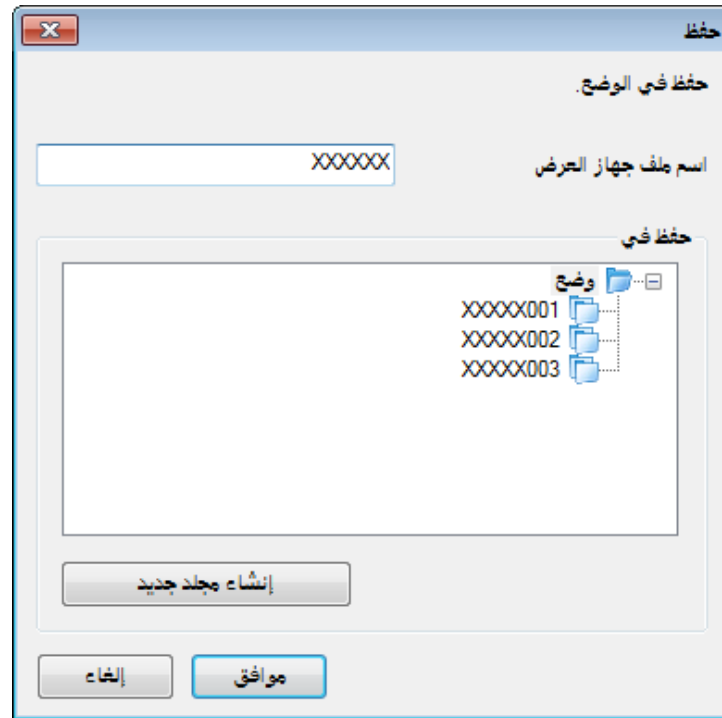 حفظ
حفظ في الوضع.
اسم ملف جهاز العرض
XXXXXX
حفظ في
وضع
XXXXX001
XXXXX002
XXXXX003
إنشاء مجلد جديد
موافق
إلغاء